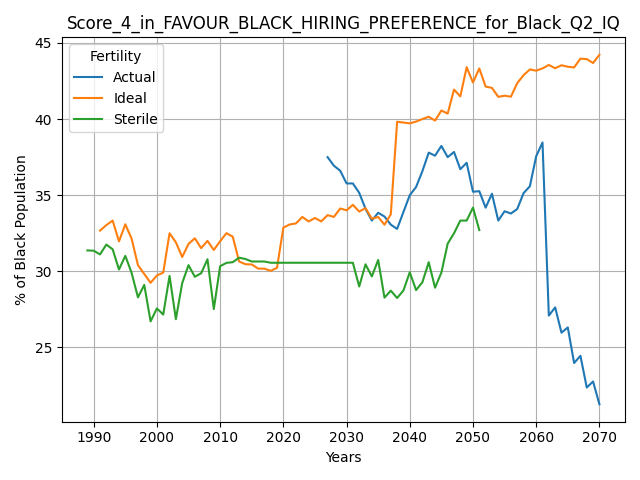 Score_4_in_FAVOUR_BLACK_HIRING_PREFERENCE_for_Black_Q2_IQ
Fertility
Actual
Ideal
Sterile
% of Black Population
45
40
35
30
25
1990 2000 2010 2020 2030 2040 2050 2060 2070
Years